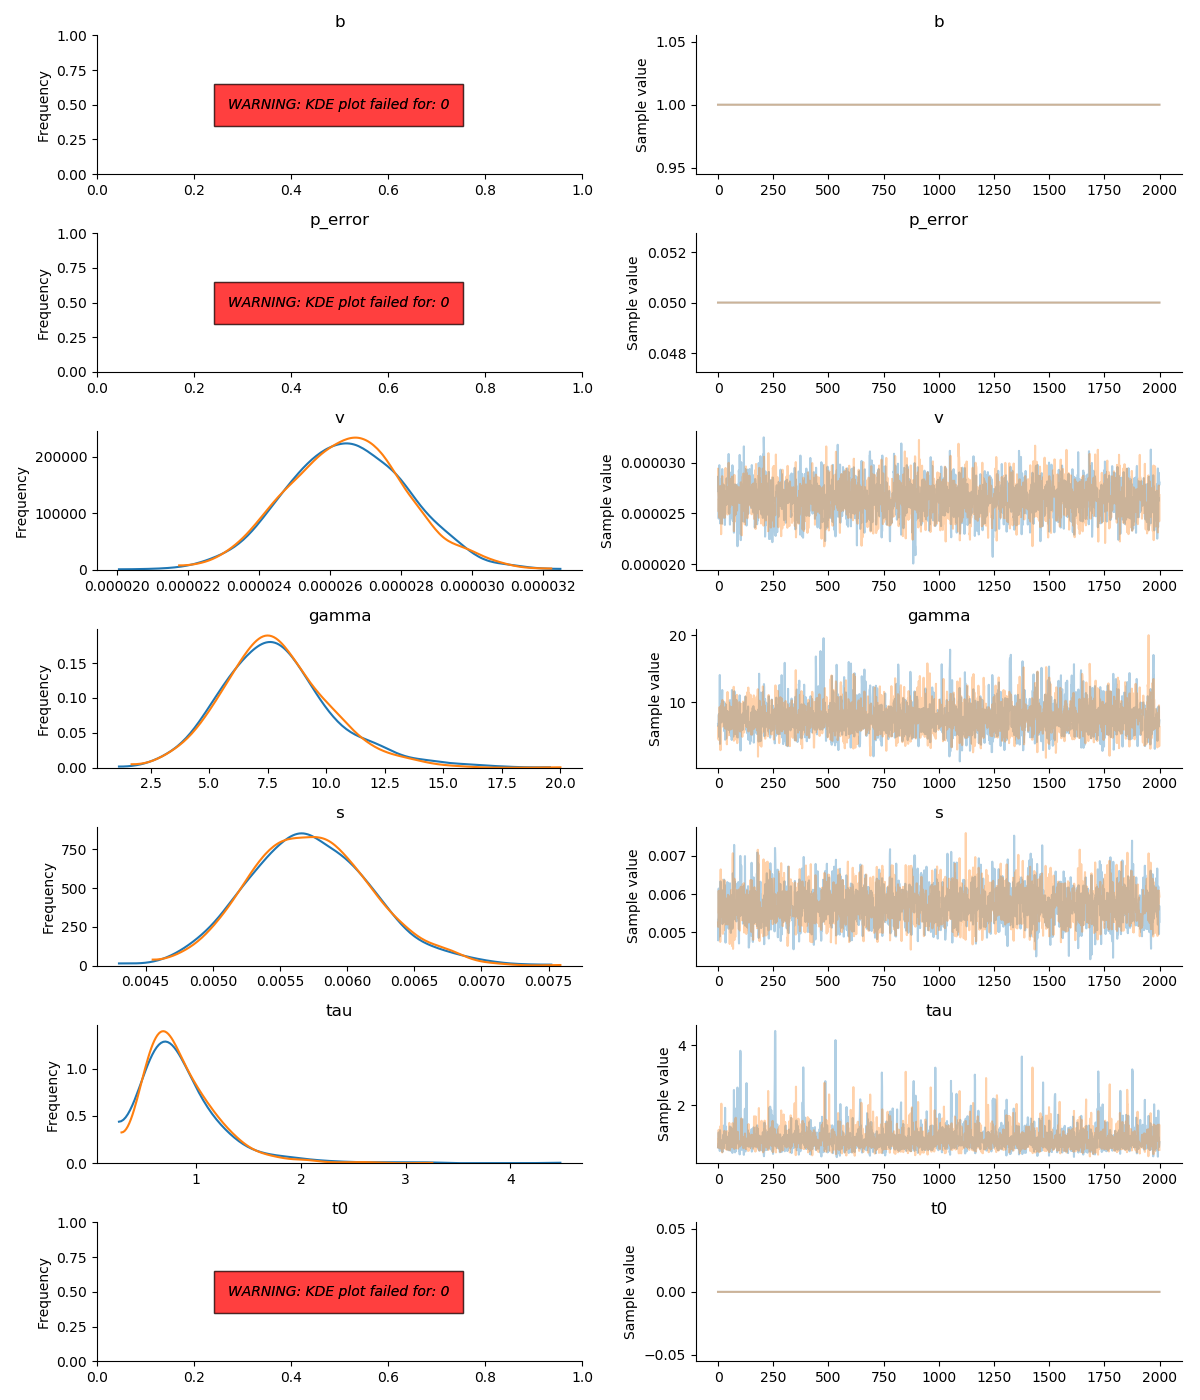 b
Frequency
1.00
0.75
0.50
0.25
0.00
WARNING: KDE plot failed for: 0
0.0 0.2 0.4 0.6 0.8 1.0
b
Sample value
1.05
1.00
0.95
0 250 500 750 1000 1250 1500 1750 2000
p_error
Frequency
1.00
0.75
0.50
0.25
0.00
WARNING: KDE plot failed for: 0
0.0 0.2 0.4 0.6 0.8 1.0
p_error
Sample value
0.052
0.050
0.048
0 250 500 750 1000 1250 1500 1750 2000
v
Frequency
200000
100000
0
0.000020 0.000022 0.000024 0.000026 0.000028 0.000030 0.000032
v
Sample value
0.000030
0.000025
0.000020
0 250 500 750 1000 1250 1500 1750 2000
gamma
Frequency
0.15
0.10
0.05
0.00
2.5 5.0 7.5 10.0 12.5 15.0 17.5 20.0
gamma
Sample value
20
10
0 250 500 750 1000 1250 1500 1750 2000
s
Frequency
750
500
250
0
0.0045 0.0050 0.0055 0.0060 0.0065 0.0070 0.0075
s
Sample value
0.007
0.006
0.005
0 250 500 750 1000 1250 1500 1750 2000
tau
Frequency
1.0
0.5
0.0
1 2 3 4
tau
Sample value
4
2
0 250 500 750 1000 1250 1500 1750 2000
t0
Frequency
1.00
0.75
0.50
0.25
0.00
WARNING: KDE plot failed for: 0
0.0 0.2 0.4 0.6 0.8 1.0
t0
Sample value
0.05
0.00
−0.05
0 250 500 750 1000 1250 1500 1750 2000